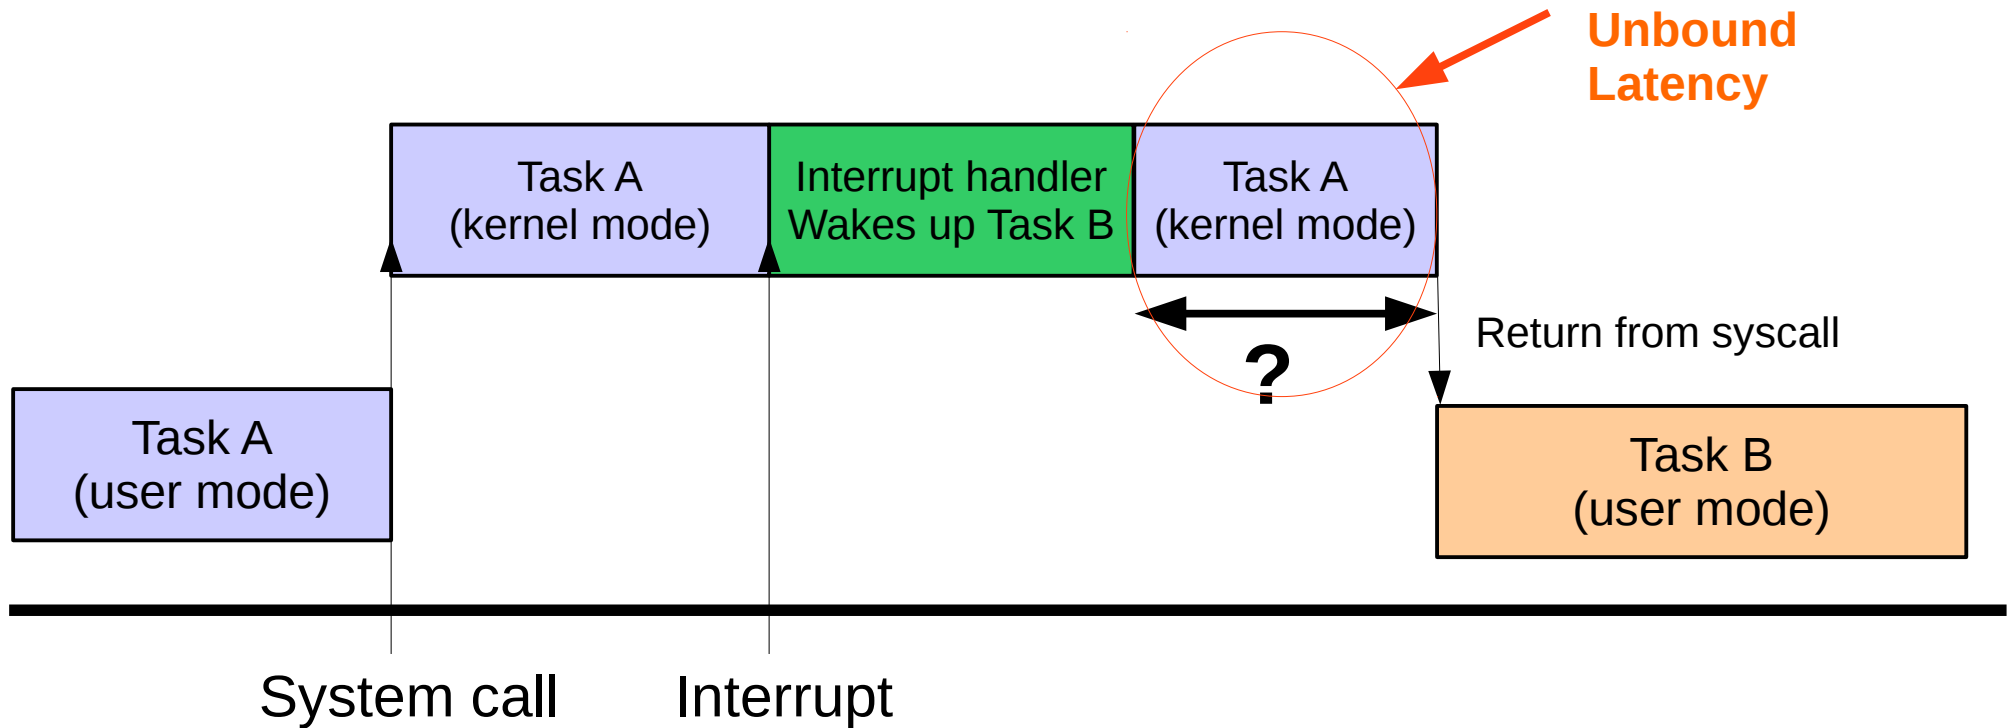 Unbound
Latency
Task A
(kernel mode)
Interrupt handler
Wakes up Task B
Task A
(kernel mode)
?
Return from syscall
Task A
(user mode)
Task B
(user mode)
System call
Interrupt